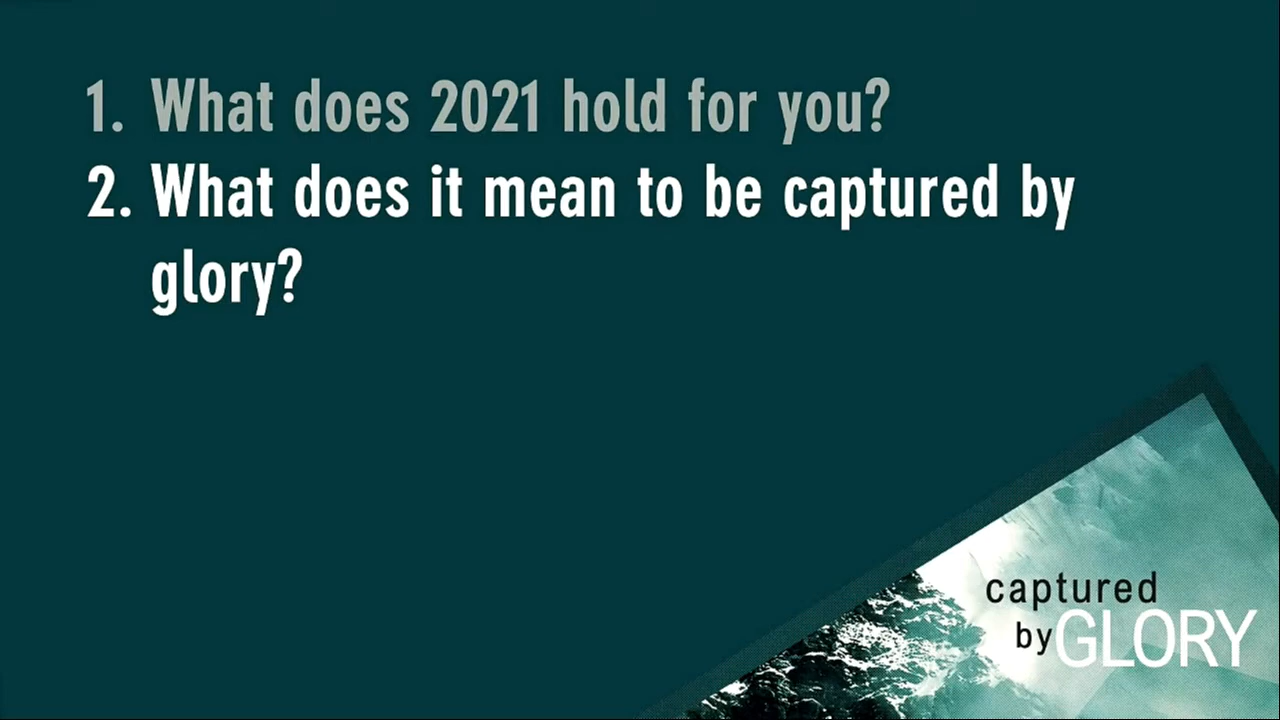 1. What does 2021 hold for you?
2. What does it mean to be captured by
glory?
captured
by GLORY